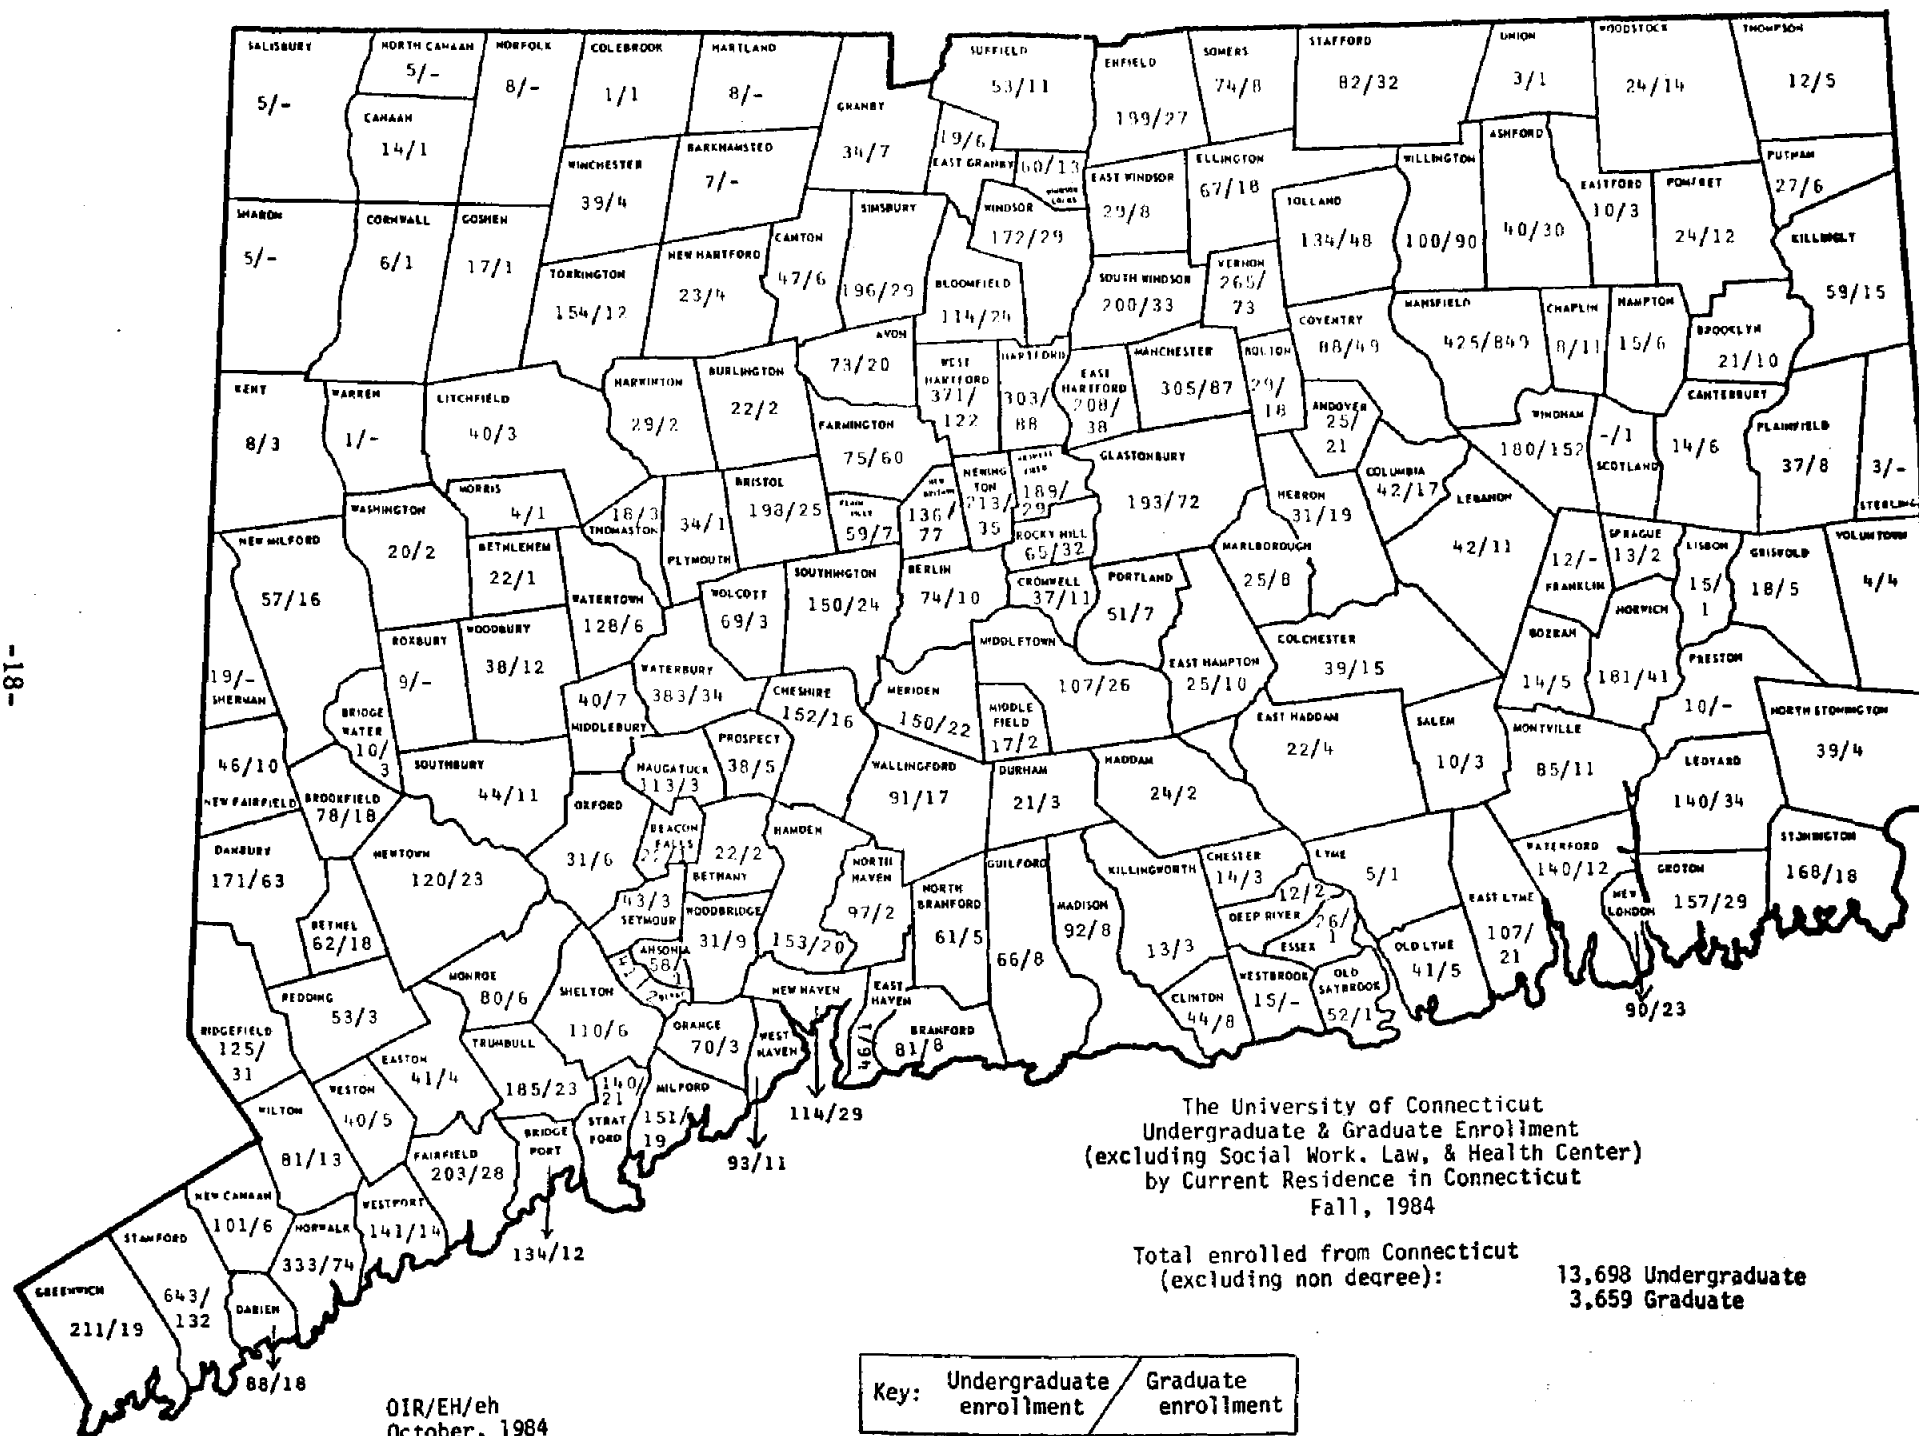 -18-
SALISBURY
5/-
NORTH CANAAN
5/-
NORFOLK
8/-
COLEBROOK
1/1
HARTLAND
8/-
SUFFIELD
53/11
ENFIELD
199/27
SOMERS
74/8
STAFFORD
82/32
UNION
3/1
WOODSTOCK
24/14
THOMPSON
12/5
CANAAN
14/1
WINCHESTER
39/4
BARKHAMSTED
7/-
GRANBY
34/7
19/6
EAST GRANBY
60/13
WINDSOR
LOCKS
EAST WINDSOR
29/8
ELLINGTON
67/18
WILLINGTON
100/90
ASHFORD
40/30
EASTFORD
10/3
POMFRET
24/12
PUTNAM
27/6
SHARON
5/-
CORNWALL
6/1
GOSHEN
17/1
TORRINGTON
154/12
NEW HARTFORD
23/4
CANTON
47/6
SIMSBURY
196/29
WINDSOR
172/29
BLOOMFIELD
114/24
SOUTH WINDSOR
200/33
VERNON
265/
73
TOLLAND
134/48
KILLINGLY
59/15
COVENTRY
88/49
MANSFIELD
425/849
CHAPLIN
8/11
HAMPTON
15/6
BROOKLYN
21/10
KENT
8/3
WARREN
1/-
LITCHFIELD
40/3
HARWINTON
29/2
BURLINGTON
22/2
AVON
73/20
WEST
HARTFORD
371/
122
HARTFORD
303/
88
EAST
HARTFORD
208/
38
MANCHESTER
305/87
BOLTON
29/
18
ANDOVER
25/
21
WINDHAM
180/152
-/1
SCOTLAND
CANTERBURY
14/6
PLAINFIELD
37/8
3/-
STERLING
FARMINGTON
75/60
GLASTONBURY
193/72
COLUMBIA
42/17
HEBRON
31/19
LEBANON
42/11
WASHINGTON
20/2
MORRIS
4/1
18/3
THOMASTON
34/1
PLYMOUTH
BRISTOL
198/25
59/7
NEW
BRITAIN
136/
77
NEWING
TON
213/
35
189/
29
ROCKY HILL
65/32
MARLBOROUGH
25/8
12/-
FRANKLIN
SPRAGUE
13/2
LISBON
15/
1
GRISWOLD
18/5
VOLUNTOWN
4/4
NEW MILFORD
57/16
BETHLEHEM
22/1
WATERTOWN
128/6
WOLCOTT
69/3
SOUTHINGTON
150/24
BERLIN
74/10
CROMWELL
37/11
PORTLAND
51/7
COLCHESTER
39/15
BOZRAH
14/5
NORWICH
181/41
PRESTON
10/-
19/-
SHERMAN
ROXBURY
9/-
WOODBURY
38/12
40/7
MIDDLEBURY
WATERBURY
383/34
CHESHIRE
152/16
MERIDEN
150/22
MIDDLETOWN
107/26
MIDDLE
FIELD
17/2
EAST HAMPTON
25/10
EAST HADDAM
22/4
SALEM
10/3
MONTVILLE
85/11
NORTH STONINGTON
39/4
BRIDGE
WATER
10/
3
46/10
NEW FAIRFIELD
BROOKFIELD
78/18
SOUTHBURY
44/11
NAUGATUCK
113/3
PROSPECT
38/5
WALLINGFORD
91/17
DURHAM
21/3
HADDAM
24/2
LEDYARD
140/34
DANBURY
171/63
NEWTOWN
120/23
OXFORD
31/6
BEACON
FALLS
22/2
BETHANY
HAMDEN
153/20
NORTH
HAVEN
97/2
NORTH
BRANFORD
61/5
GUILFORD
66/8
MADISON
92/8
KILLINGWORTH
13/3
CHESTER
14/3
12/2
DEEP RIVER
26/
1
ESSEX
LYME
5/1
EAST LYME
107/
21
WATERFORD
140/12
NEW
LONDON
90/23
GROTON
157/29
STONINGTON
168/18
BETHEL
62/18
43/3
SEYMOUR
WOODBRIDGE
31/9
ANSONIA
58/
REDDING
53/3
MONROE
80/6
SHELTON
110/6
ORANGE
70/3
WEST
HAVEN
93/11
NEW HAVEN
114/29
EAST
HAVEN
46/1
BRANFORD
81/8
CLINTON
44/8
WESTBROOK
15/-
OLD
SAYBROOK
52/1
OLD LYME
41/5
RIDGEFIELD
125/
31
EASTON
41/4
TRUMBULL
185/23
140/
21
STRAT
FORD
MILFORD
151/
19
WILTON
81/13
WESTON
40/5
FAIRFIELD
203/28
BRIDGE
PORT
134/12
NEW CANAAN
101/6
NORWALK
333/74
WESTPORT
141/14
STAMFORD
643/
132
GREENWICH
211/19
DARIEN
88/18
The University of Connecticut
Undergraduate & Graduate Enrollment
(excluding Social Work. Law, & Health Center)
by Current Residence in Connecticut
Fall, 1984
Total enrolled from Connecticut
(excluding non degree):
13,698 Undergraduate
3,659 Graduate
Key: Undergraduate enrollment / Graduate enrollment
OIR/EH/eh
October, 1984